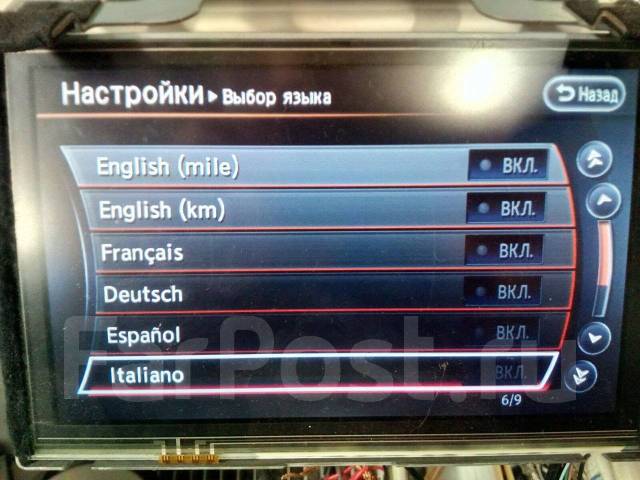 Настройки ▸ Выбор языка
Назад
English (mile) ВКЛ.
English (km) ВКЛ.
Français ВКЛ.
Deutsch ВКЛ.
Español ВКЛ.
Italiano ВКЛ.
6/9
FarPost.ru